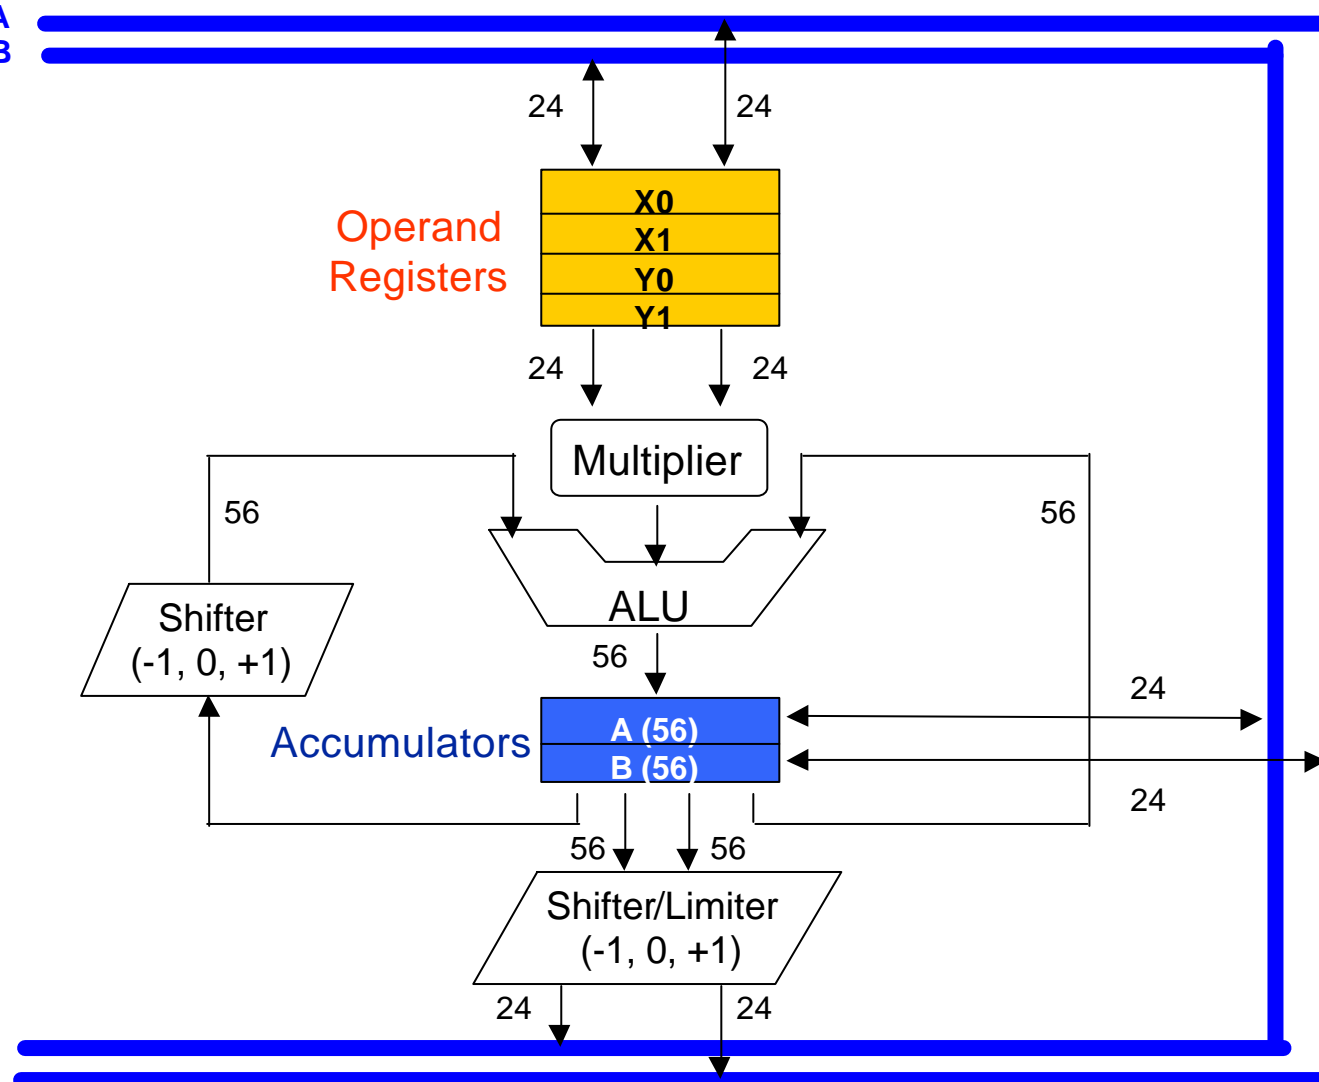 A
B
24
24
X0
X1
Y0
Y1
Operand
Registers
24
24
Multiplier
56
56
ALU
Shifter
(-1, 0, +1)
56
24
A (56)
B (56)
Accumulators
24
56
56
Shifter/Limiter
(-1, 0, +1)
24
24